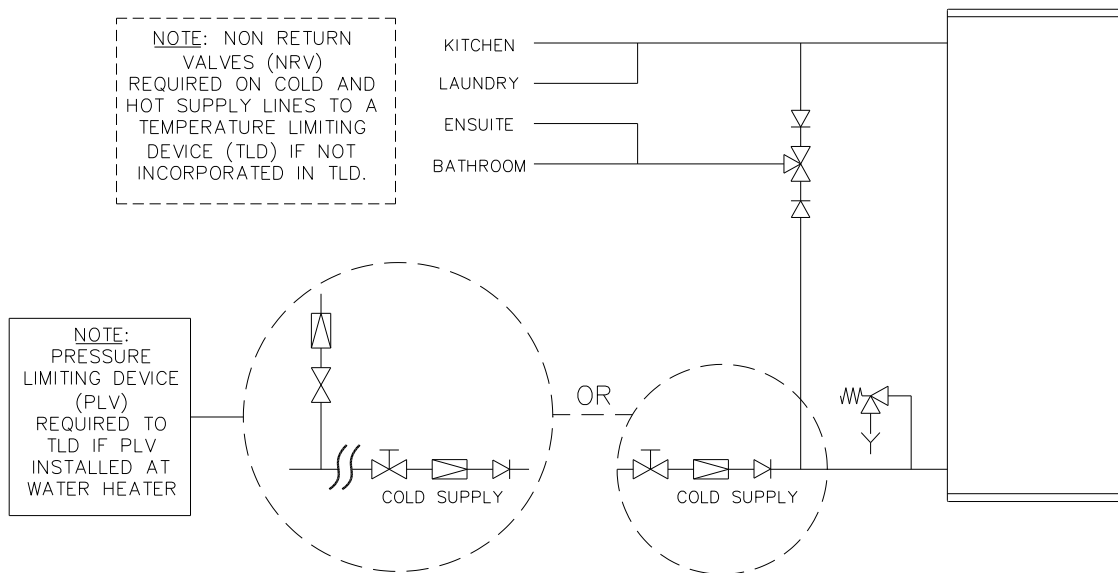 NOTE: NON RETURN
VALVES (NRV)
REQUIRED ON COLD AND
HOT SUPPLY LINES TO A
TEMPERATURE LIMITING
DEVICE (TLD) IF NOT
INCORPORATED IN TLD.
KITCHEN
LAUNDRY
ENSUITE
BATHROOM
NOTE:
PRESSURE
LIMITING DEVICE
(PLV)
REQUIRED TO
TLD IF PLV
INSTALLED AT
WATER HEATER
OR
COLD SUPPLY
COLD SUPPLY